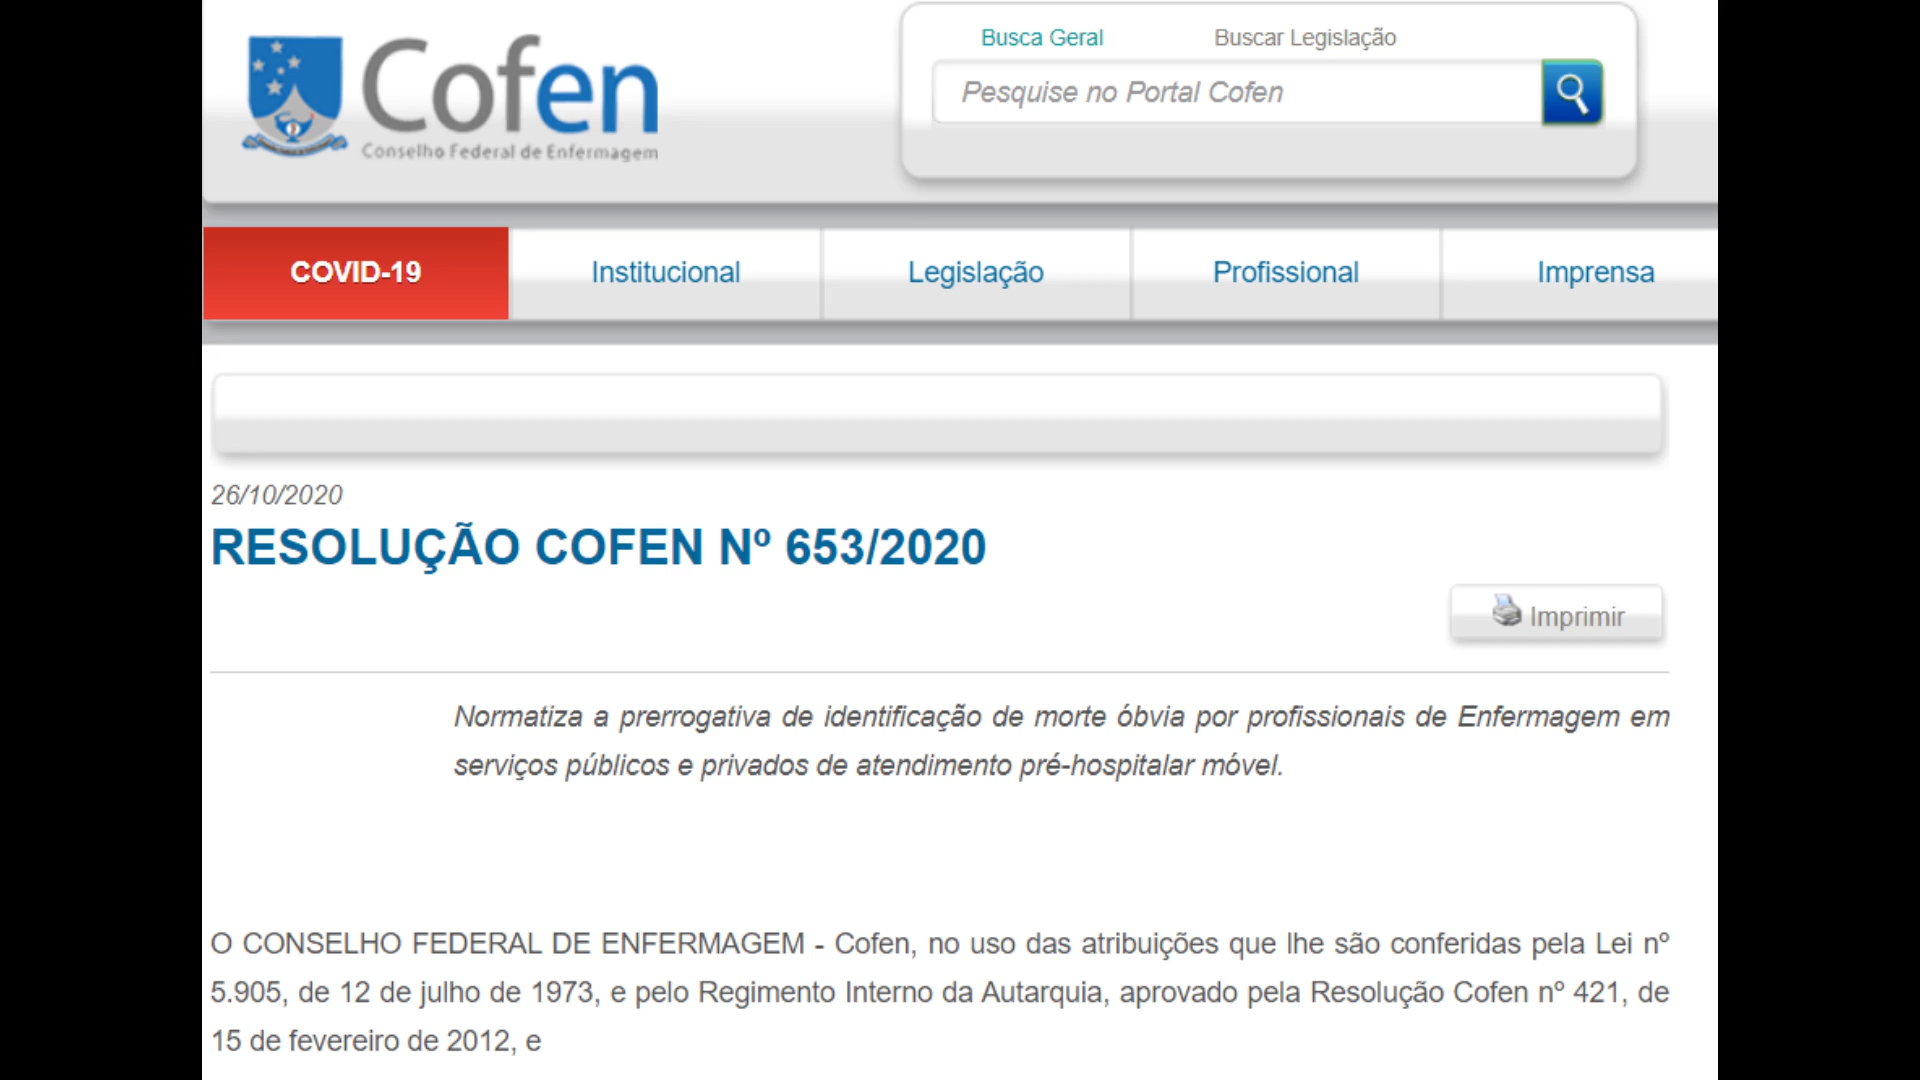 Cofen
Conselho Federal de Enfermagem
Busca Geral Buscar Legislação
Pesquise no Portal Cofen
COVID-19 Institucional Legislação Profissional Imprensa
26/10/2020
RESOLUÇÃO COFEN Nº 653/2020
Imprimir
Normatiza a prerrogativa de identificação de morte óbvia por profissionais de Enfermagem em
serviços públicos e privados de atendimento pré-hospitalar móvel.
O CONSELHO FEDERAL DE ENFERMAGEM - Cofen, no uso das atribuições que lhe são conferidas pela Lei nº
5.905, de 12 de julho de 1973, e pelo Regimento Interno da Autarquia, aprovado pela Resolução Cofen nº 421, de
15 de fevereiro de 2012, e